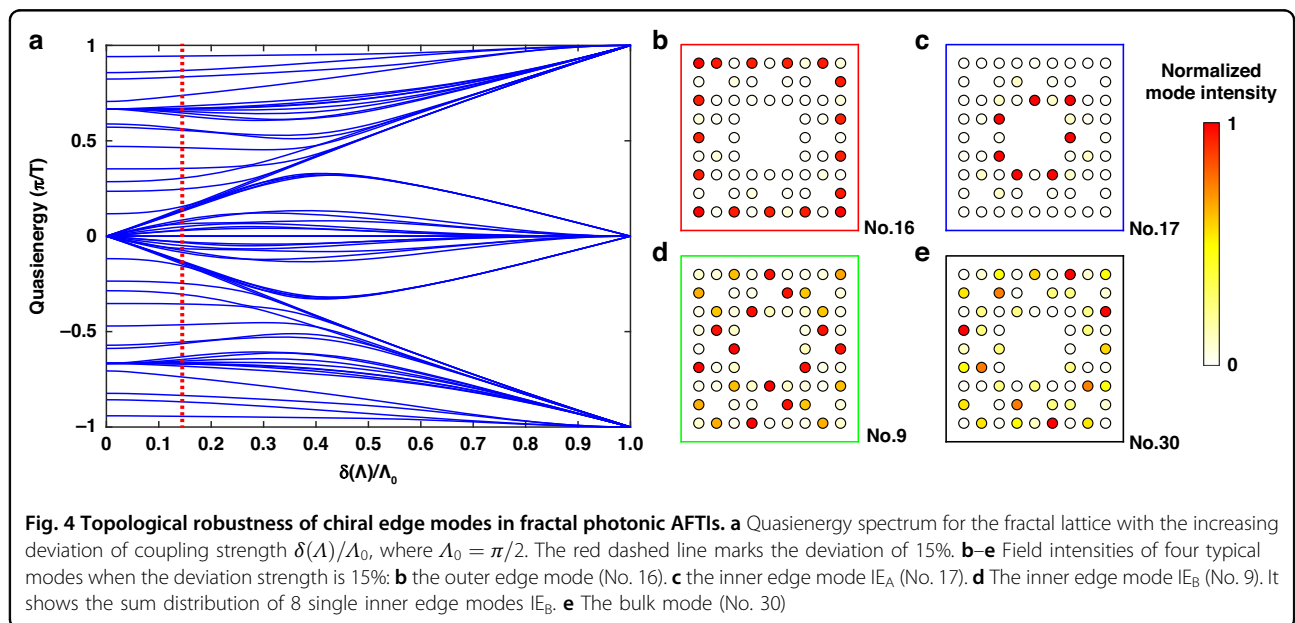 a
1
0.5
0
−0.5
−1
Quasienergy (π/T)
0 0.1 0.2 0.3 0.4 0.5 0.6 0.7 0.8 0.9 1.0
δ(Λ)/Λ₀
b
No.16
c
No.17
d
No.9
e
No.30
Normalized
mode intensity
1
0
Fig. 4 Topological robustness of chiral edge modes in fractal photonic AFTIs. a Quasienergy spectrum for the fractal lattice with the increasing
deviation of coupling strength δ(Λ)/Λ₀, where Λ₀ = π/2. The red dashed line marks the deviation of 15%. b–e Field intensities of four typical
modes when the deviation strength is 15%: b the outer edge mode (No. 16). c the inner edge mode IE_A (No. 17). d The inner edge mode IE_B (No. 9). It
shows the sum distribution of 8 single inner edge modes IE_B. e The bulk mode (No. 30)